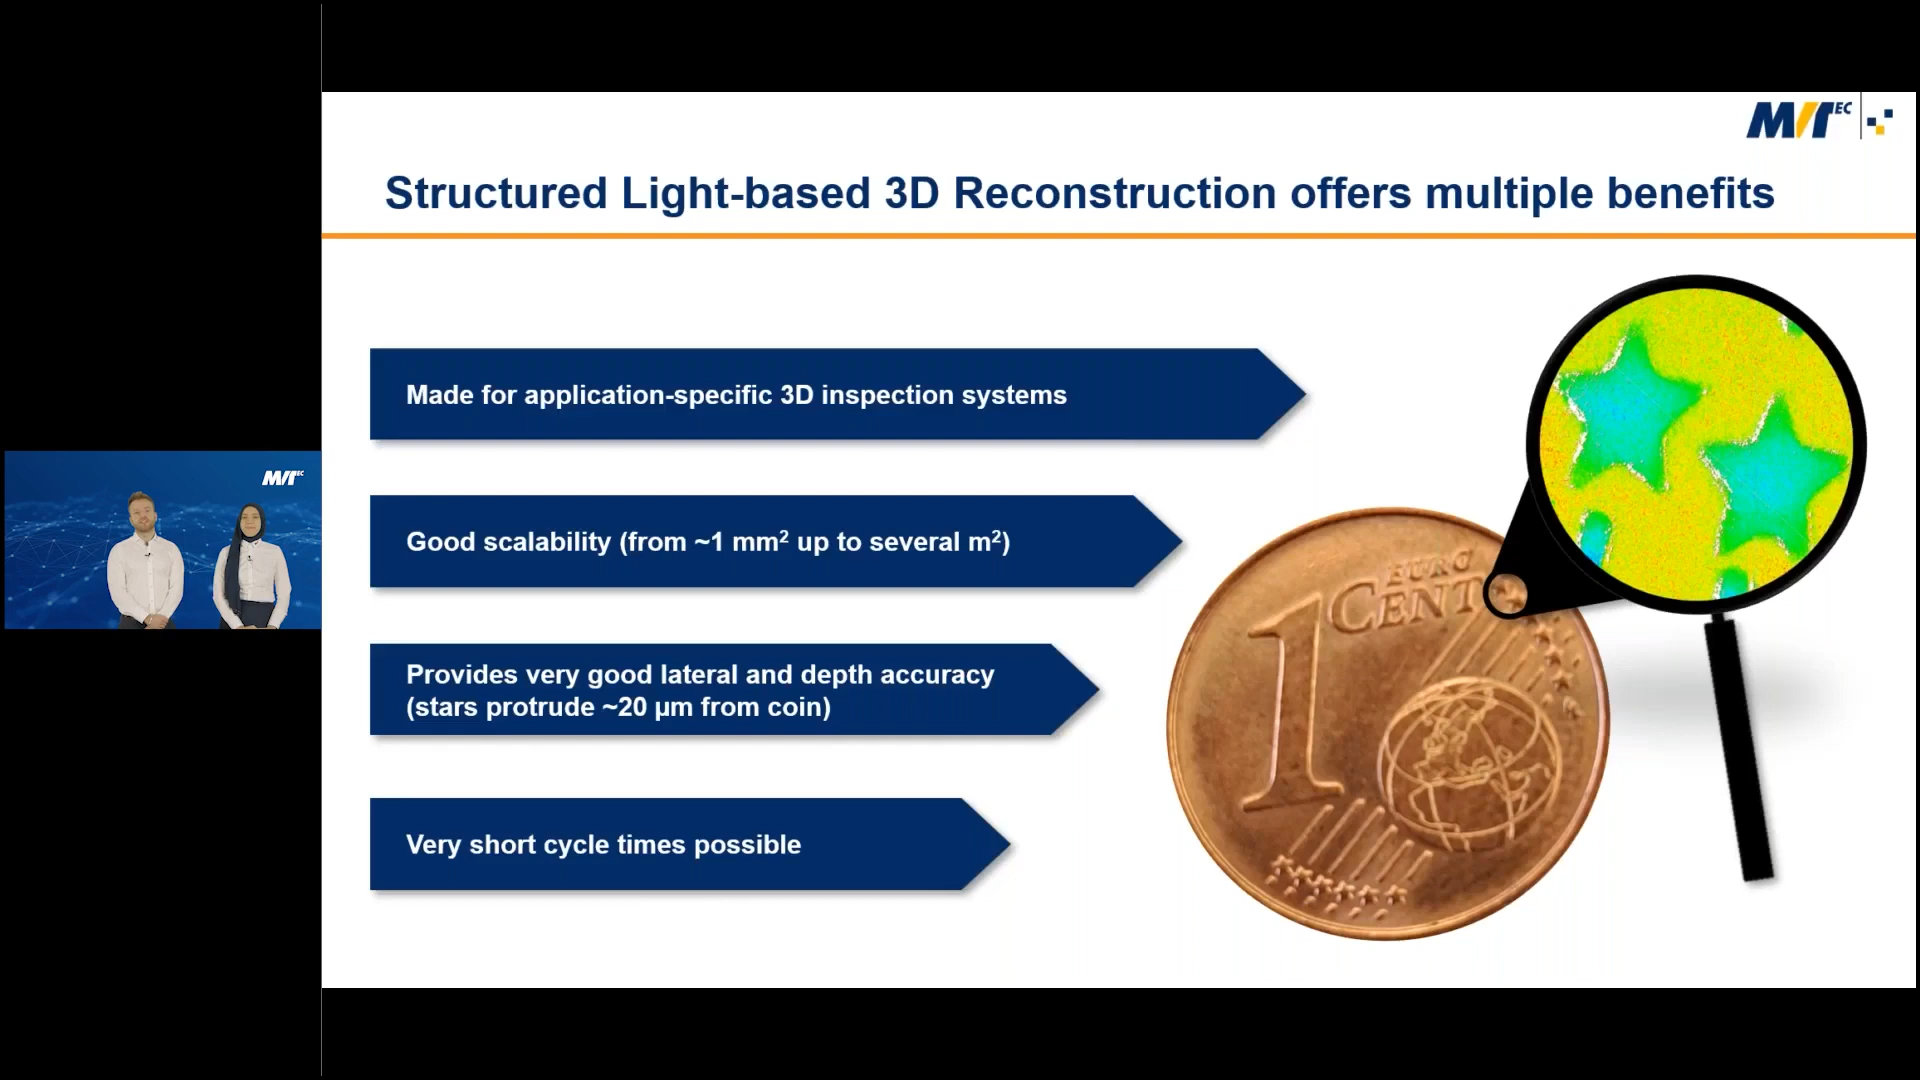 MVTEC
Structured Light-based 3D Reconstruction offers multiple benefits
Made for application-specific 3D inspection systems
Good scalability (from ~1 mm² up to several m²)
Provides very good lateral and depth accuracy
(stars protrude ~20 µm from coin)
Very short cycle times possible
1
EURO
CENT
MVTEC